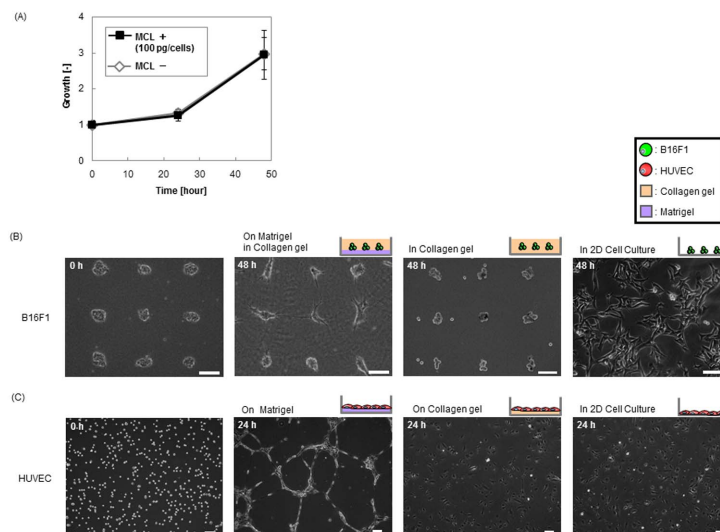 (A)
4
3
2
1
0
Growth [-]
MCL +
(100 pg/cells)
MCL −
0 10 20 30 40 50
Time [hour]
: B16F1
: HUVEC
: Collagen gel
: Matrigel
(B)
B16F1
0 h
On Matrigel
in Collagen gel
48 h
In Collagen gel
48 h
In 2D Cell Culture
48 h
(C)
HUVEC
0 h
On Matrigel
24 h
On Collagen gel
24 h
In 2D Cell Culture
24 h